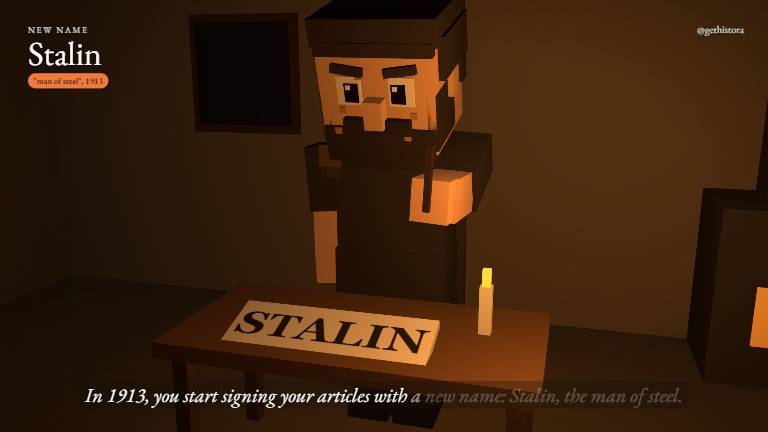 NEW NAME
Stalin
"man of steel", 1913
@gethistora
STALIN
In 1913, you start signing your articles with a new name: Stalin, the man of steel.